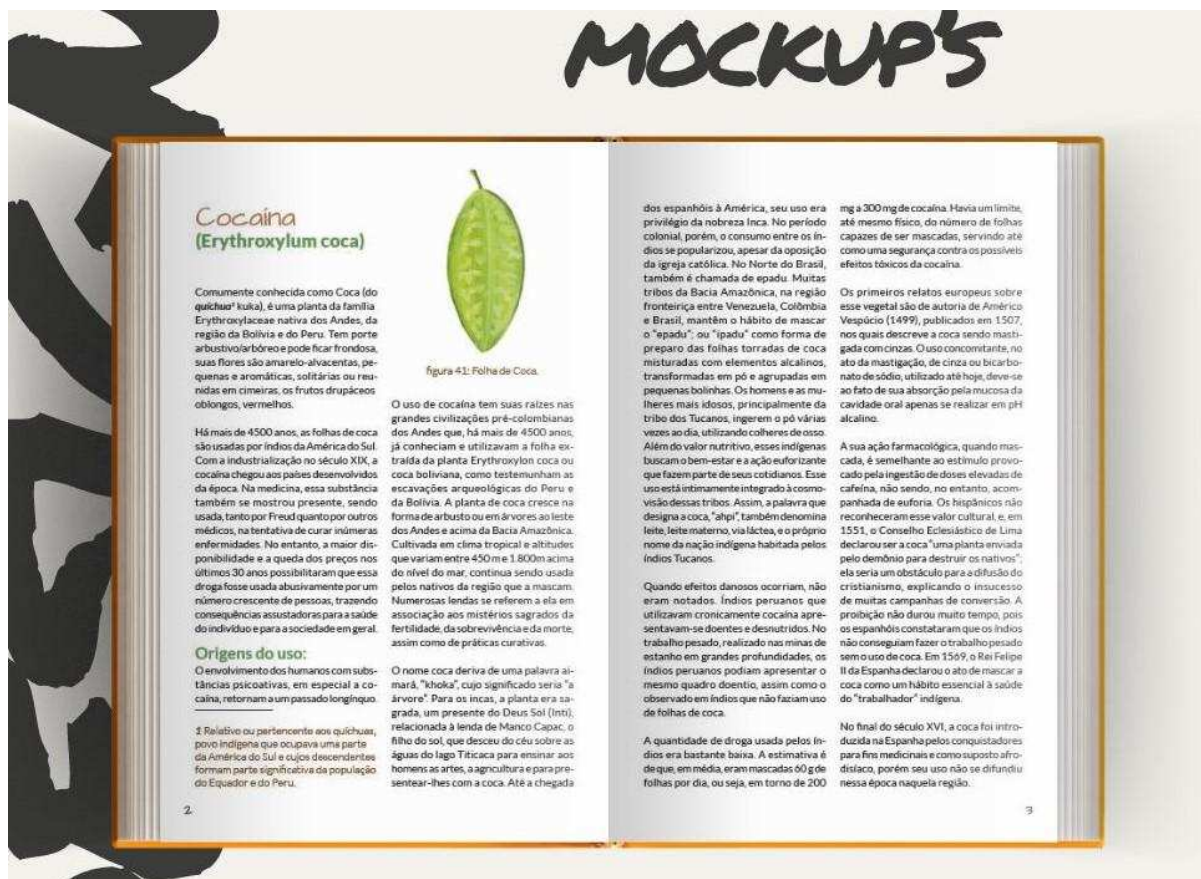 MOCKUP'S
Cocaína
(Erythroxylum coca)
Comumente conhecida como Coca (do
quíchua¹ kuka), é uma planta da família
Erythroxylaceae nativa dos Andes, da
região da Bolívia e do Peru. Tem porte
arbustivo/arbóreo e pode ficar frondosa,
suas flores são amarelo-alvacentas, pe-
quenas e aromáticas, solitárias ou reu-
nidas em cimeiras, os frutos drupáceos
oblongos, vermelhos.
Há mais de 4500 anos, as folhas de coca
são usadas por índios da América do Sul.
Com a industrialização no século XIX, a
cocaína chegou aos países desenvolvidos
da época. Na medicina, essa substância
também se mostrou presente, sendo
usada, tanto por Freud quanto por outros
médicos, na tentativa de curar inúmeras
enfermidades. No entanto, a maior dis-
ponibilidade e a queda dos preços nos
últimos 30 anos possibilitaram que essa
droga fosse usada abusivamente por um
número crescente de pessoas, trazendo
consequências assustadoras para a saúde
do indivíduo e para a sociedade em geral.
Origens do uso:
O envolvimento dos humanos com subs-
tâncias psicoativas, em especial a co-
caína, retornam a um passado longínquo.
1 Relativo ou pertencente aos quíchuas,
povo indígena que ocupava uma parte
da América do Sul e cujos descendentes
formam parte significativa da população
do Equador e do Peru.
2
figura 41: Folha de Coca.
O uso de cocaína tem suas raízes nas
grandes civilizações pré-colombianas
dos Andes que, há mais de 4500 anos,
já conheciam e utilizavam a folha ex-
traída da planta Erythroxylon coca ou
coca boliviana, como testemunham as
escavações arqueológicas do Peru e
da Bolívia. A planta de coca cresce na
forma de arbusto ou em árvores ao leste
dos Andes e acima da Bacia Amazônica.
Cultivada em clima tropical e altitudes
que variam entre 450 m e 1.800m acima
do nível do mar, continua sendo usada
pelos nativos da região que a mascam.
Numerosas lendas se referem a ela em
associação aos mistérios sagrados da
fertilidade, da sobrevivência e da morte,
assim como de práticas curativas.
O nome coca deriva de uma palavra ai-
mará, "khoka", cujo significado seria "a
árvore". Para os incas, a planta era sa-
grada, um presente do Deus Sol (Inti),
relacionada à lenda de Manco Capac, o
filho do sol, que desceu do céu sobre as
águas do lago Titicaca para ensinar aos
homens as artes, a agricultura e para pre-
sentear-lhes com a coca. Até a chegada
dos espanhóis à América, seu uso era
privilégio da nobreza Inca. No período
colonial, porém, o consumo entre os ín-
dios se popularizou, apesar da oposição
da igreja católica. No Norte do Brasil,
também é chamada de epadu. Muitas
tribos da Bacia Amazônica, na região
fronteiriça entre Venezuela, Colômbia
e Brasil, mantêm o hábito de mascar
o "epadu"; ou "ipadu" como forma de
preparo das folhas torradas de coca
misturadas com elementos alcalinos,
transformadas em pó e agrupadas em
pequenas bolinhas. Os homens e as mu-
lheres mais idosos, principalmente da
tribo dos Tucanos, ingerem o pó várias
vezes ao dia, utilizando colheres de osso.
Além do valor nutritivo, esses indígenas
buscam o bem-estar e a ação euforizante
que fazem parte de seus cotidianos. Esse
uso está intimamente integrado à cosmo-
visão dessas tribos. Assim, a palavra que
designa a coca, "ahpi", também denomina
leite, leite materno, via láctea, e o próprio
nome da nação indígena habitada pelos
índios Tucanos.
Quando efeitos danosos ocorriam, não
eram notados. Índios peruanos que
utilizavam cronicamente cocaína apre-
sentavam-se doentes e desnutridos. No
trabalho pesado, realizado nas minas de
estanho em grandes profundidades, os
índios peruanos podiam apresentar o
mesmo quadro doentio, assim como o
observado em índios que não faziam uso
de folhas de coca.
A quantidade de droga usada pelos ín-
dios era bastante baixa. A estimativa é
de que, em média, eram mascadas 60 g de
folhas por dia, ou seja, em torno de 200
mg a 300 mg de cocaína. Havia um limite,
até mesmo físico, do número de folhas
capazes de ser mascadas, servindo até
como uma segurança contra os possíveis
efeitos tóxicos da cocaína.
Os primeiros relatos europeus sobre
esse vegetal são de autoria de Américo
Vespúcio (1499), publicados em 1507,
nos quais descreve a coca sendo masti-
gada com cinzas. O uso concomitante, no
ato da mastigação, de cinza ou bicarbo-
nato de sódio, utilizado até hoje, deve-se
ao fato de sua absorção pela mucosa da
cavidade oral apenas se realizar em pH
alcalino.
A sua ação farmacológica, quando mas-
cada, é semelhante ao estímulo provo-
cado pela ingestão de doses elevadas de
cafeína, não sendo, no entanto, acom-
panhada de euforia. Os hispânicos não
reconheceram esse valor cultural, e, em
1551, o Conselho Eclesiástico de Lima
declarou ser a coca "uma planta enviada
pelo demônio para destruir os nativos";
ela seria um obstáculo para a difusão do
cristianismo, explicando o insucesso
de muitas campanhas de conversão. A
proibição não durou muito tempo, pois
os espanhóis constataram que os índios
não conseguiam fazer o trabalho pesado
sem o uso de coca. Em 1569, o Rei Felipe
II da Espanha declarou o ato de mascar a
coca como um hábito essencial à saúde
do "trabalhador" indígena.
No final do século XVI, a coca foi intro-
duzida na Espanha pelos conquistadores
para fins medicinais e como suposto afro-
disíaco, porém seu uso não se difundiu
nessa época naquela região.
3